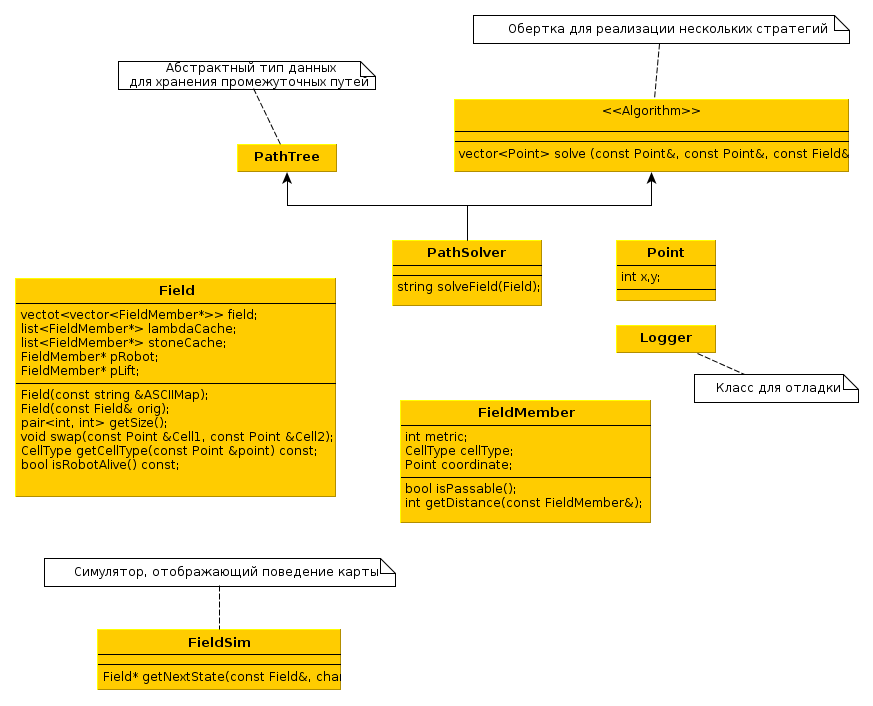 Обертка для реализации нескольких стратегий
Абстрактный тип данных
для хранения промежуточных путей
<<Algorithm>>
vector<Point> solve (const Point&, const Point&, const Field&
PathTree
PathSolver
string solveField(Field);
Point
int x,y;
Logger
Класс для отладки
Field
vectot<vector<FieldMember*>> field;
list<FieldMember*> lambdaCache;
list<FieldMember*> stoneCache;
FieldMember* pRobot;
FieldMember* pLift;
Field(const string &ASCIIMap);
Field(const Field& orig);
pair<int, int> getSize();
void swap(const Point &Cell1, const Point &Cell2);
CellType getCellType(const Point &point) const;
bool isRobotAlive() const;
FieldMember
int metric;
CellType cellType;
Point coordinate;
bool isPassable();
int getDistance(const FieldMember&);
Симулятор, отображающий поведение карты
FieldSim
Field* getNextState(const Field&, char